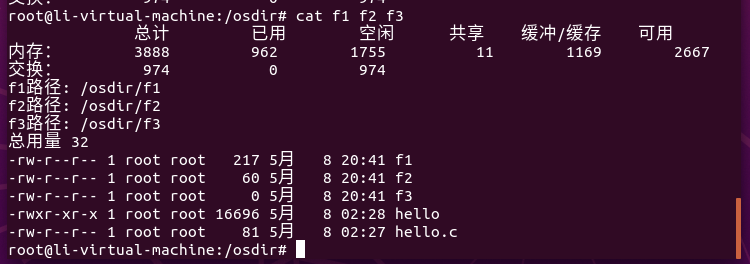 root@li-virtual-machine:/osdir# cat f1 f2 f3
总计 已用 空闲 共享 缓冲/缓存 可用
内存： 3888 962 1755 11 1169 2667
交换： 974 0 974
f1路径: /osdir/f1
f2路径: /osdir/f2
f3路径: /osdir/f3
总用量 32
-rw-r--r-- 1 root root 217 5月 8 20:41 f1
-rw-r--r-- 1 root root 60 5月 8 20:41 f2
-rw-r--r-- 1 root root 0 5月 8 20:41 f3
-rwxr-xr-x 1 root root 16696 5月 8 02:28 hello
-rw-r--r-- 1 root root 81 5月 8 02:27 hello.c
root@li-virtual-machine:/osdir#